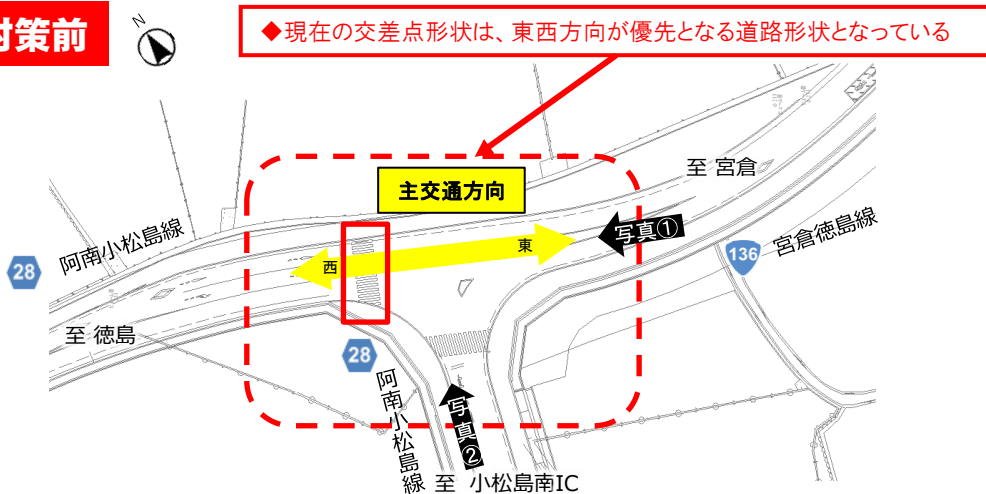 対策前
N
◆現在の交差点形状は、東西方向が優先となる道路形状となっている
主交通方向
至 宮倉
写真①
東
西
136
宮倉徳島線
阿南小松島線
28
至 徳島
28
阿南小松島線
写真②
至 小松島南IC